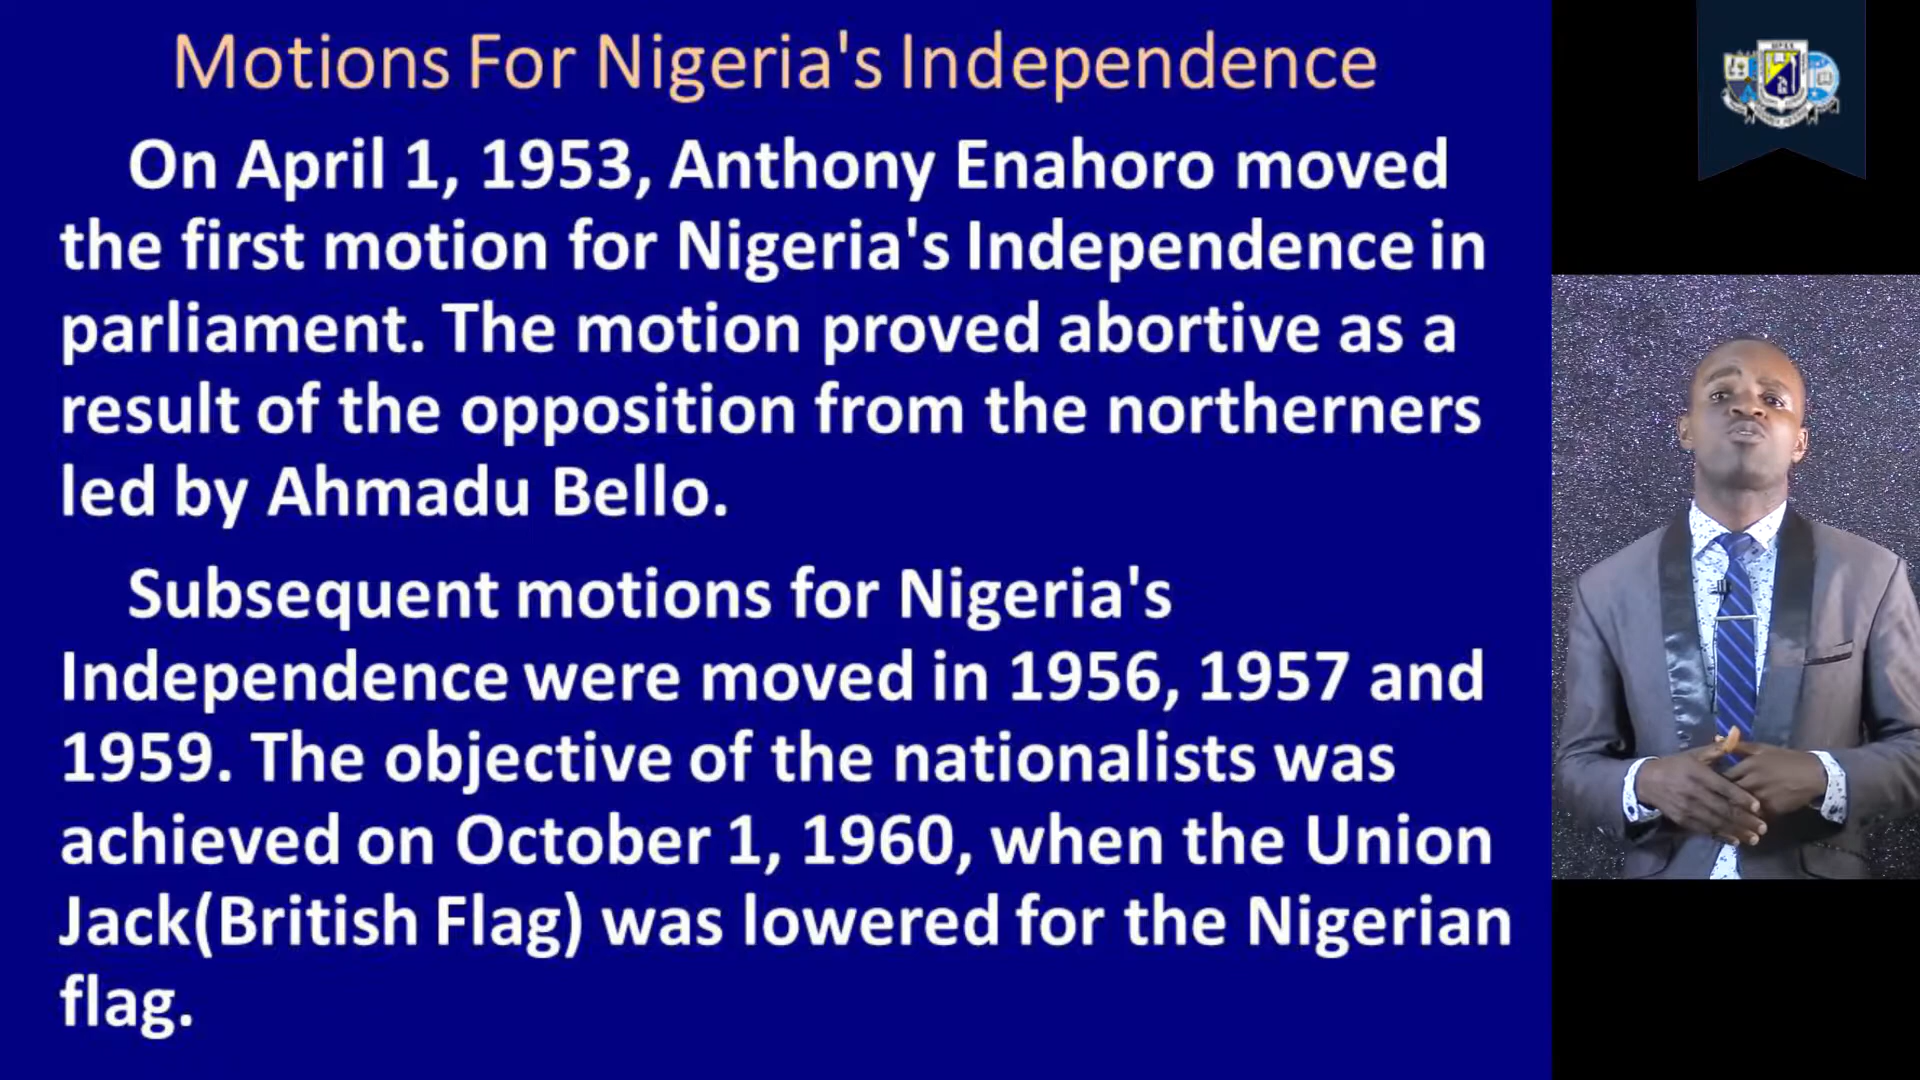 Motions For Nigeria's Independence
On April 1, 1953, Anthony Enahoro moved
the first motion for Nigeria's Independence in
parliament. The motion proved abortive as a
result of the opposition from the northerners
led by Ahmadu Bello.
Subsequent motions for Nigeria's
Independence were moved in 1956, 1957 and
1959. The objective of the nationalists was
achieved on October 1, 1960, when the Union
Jack(British Flag) was lowered for the Nigerian
flag.